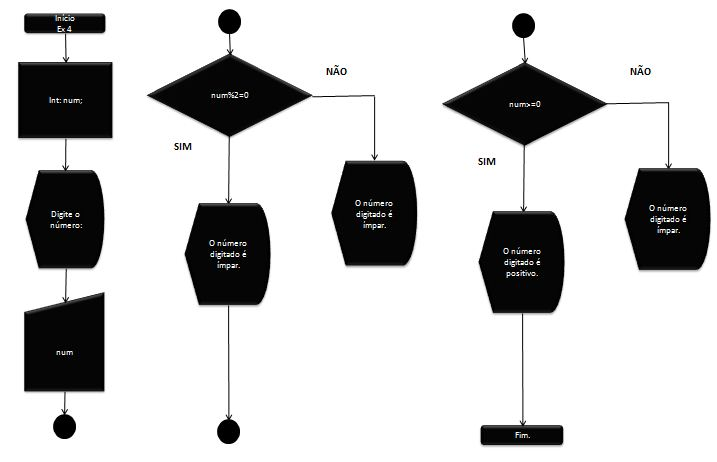 Início
Ex 4
Int: num;
Digite o
número:
num
num%2=0
NÃO
SIM
O número
digitado é
ímpar.
O número
digitado é
ímpar.
num>=0
NÃO
SIM
O número
digitado é
ímpar.
O número
digitado é
positivo.
Fim.